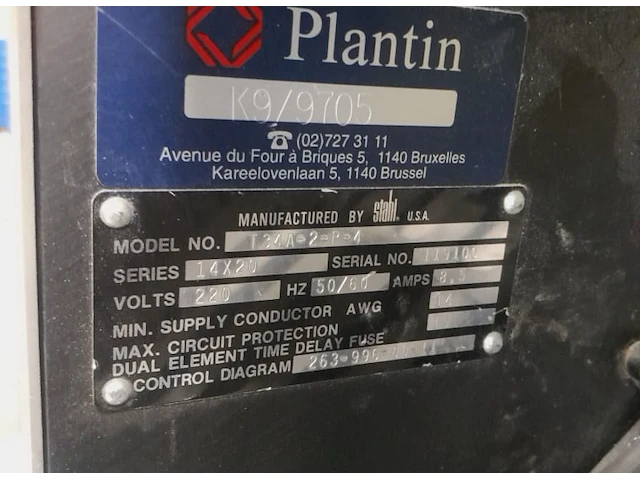 Plantin
K9/9705
☎ (02)727 31 11
Avenue du Four à Briques 5, 1140 Bruxelles
Kareelovenlaan 5, 1140 Brussel
MANUFACTURED BY stahl. U.S.A.
MODEL NO.
SERIES 14X20 SERIAL NO.
VOLTS 220 HZ 50/60 AMPS
MIN. SUPPLY CONDUCTOR AWG 14
MAX. CIRCUIT PROTECTION
DUAL ELEMENT TIME DELAY FUSE
CONTROL DIAGRAM